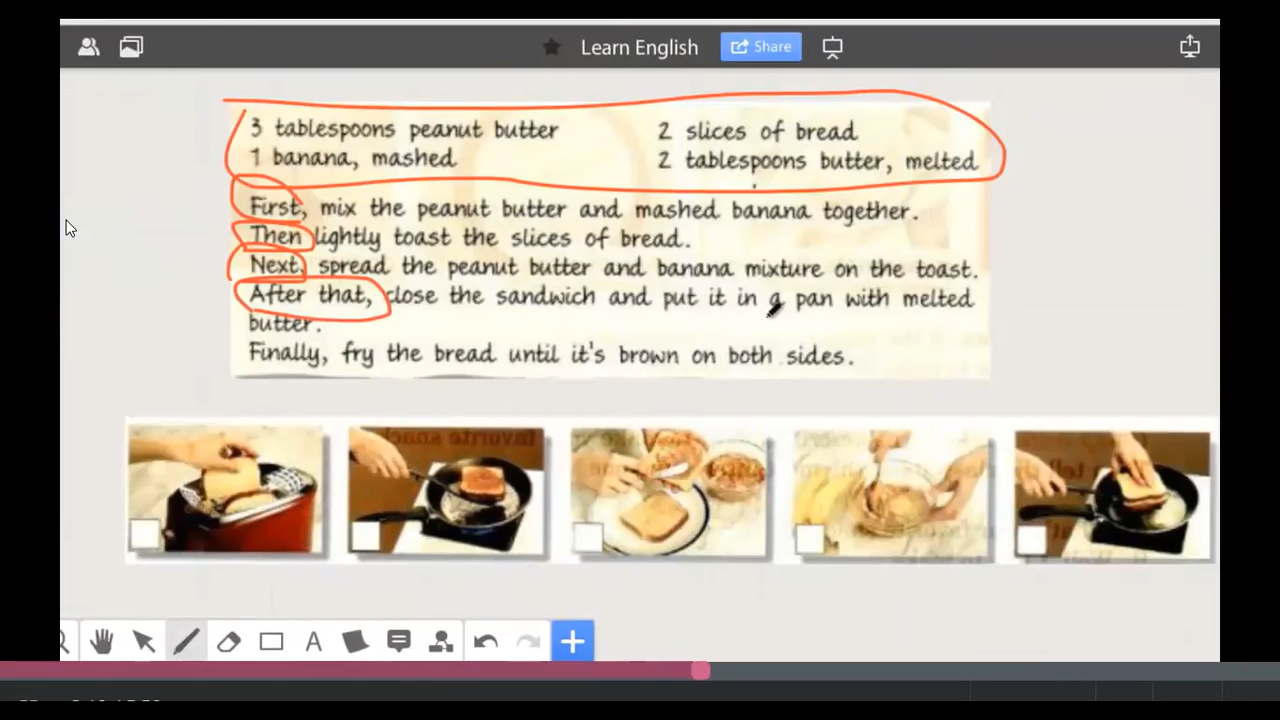 Learn English
Share
3 tablespoons peanut butter
1 banana, mashed
2 slices of bread
2 tablespoons butter, melted
First, mix the peanut butter and mashed banana together.
Then lightly toast the slices of bread.
Next, spread the peanut butter and banana mixture on the toast.
After that, close the sandwich and put it in a pan with melted
butter.
Finally, fry the bread until it's brown on both sides.
favorite snack
A